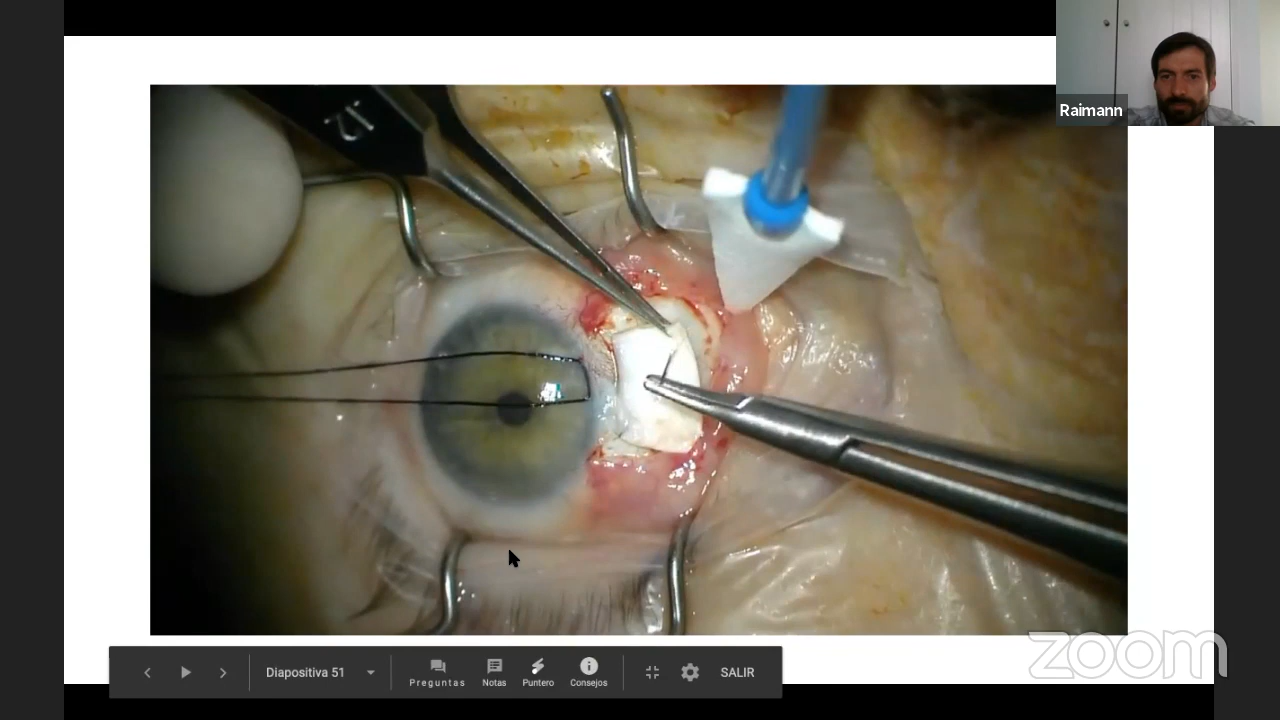 Raimann
zoom
Diapositiva 51
Preguntas
Notas
Puntero
Consejos
SALIR